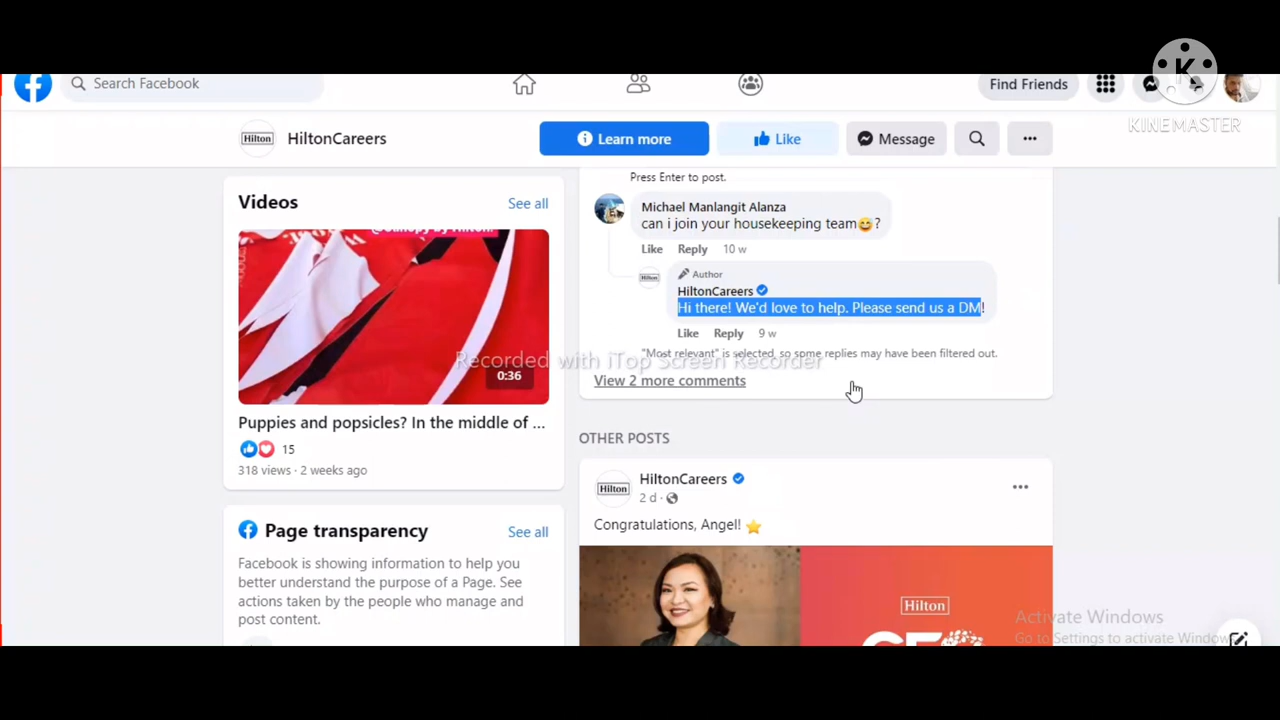 Search Facebook
Find Friends
K
KINEMASTER
Hilton
HiltonCareers
Learn more
Like
Message
Videos
See all
0:36
Puppies and popsicles? In the middle of ...
15
318 views · 2 weeks ago
Page transparency
See all
Facebook is showing information to help you
better understand the purpose of a Page. See
actions taken by the people who manage and
post content.
Press Enter to post.
Michael Manlangit Alanza
can i join your housekeeping team😅?
Like Reply 10 w
Author
Hilton
HiltonCareers
Hi there! We'd love to help. Please send us a DM!
Like Reply 9 w
"Most relevant" is selected, so some replies may have been filtered out.
Recorded with iTop Screen Recorder
View 2 more comments
OTHER POSTS
Hilton
HiltonCareers
2 d ·
Congratulations, Angel! ⭐
Hilton
Activate Windows
Go to Settings to activate Windows